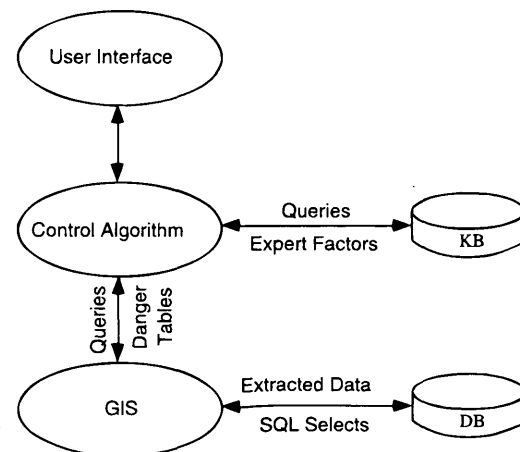 User Interface
Control Algorithm
Queries
Expert Factors
KB
Queries
Danger
Tables
GIS
Extracted Data
SQL Selects
DB